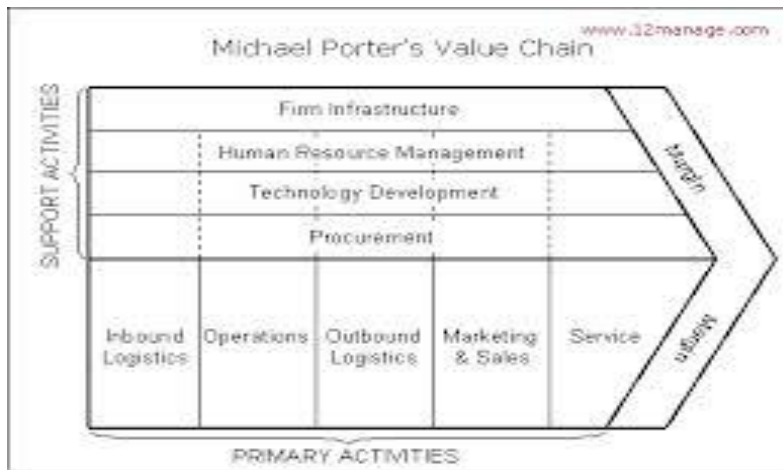 www.12manage.com
Michael Porter's Value Chain
SUPPORT ACTIVITIES
Firm Infrastructure
Human Resource Management
Technology Development
Procurement
Margin
Inbound
Logistics
Operations
Outbound
Logistics
Marketing
& Sales
Service
Margin
PRIMARY ACTIVITIES